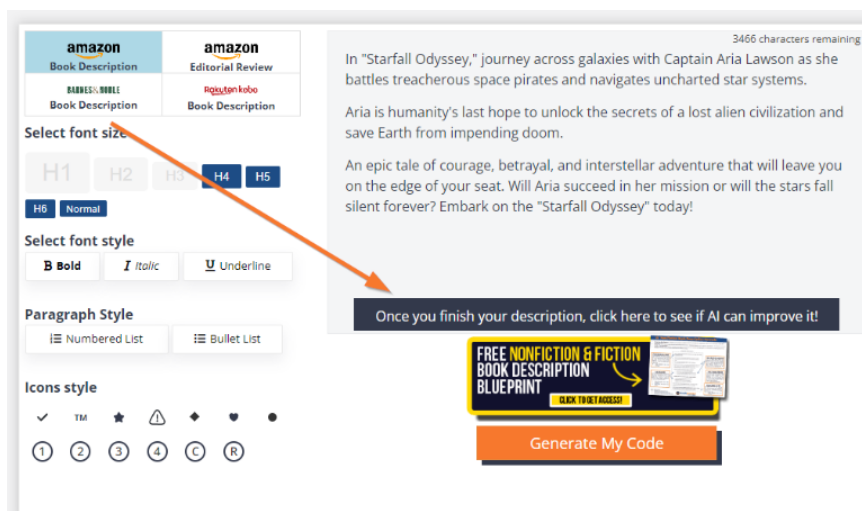 amazon
Book Description
amazon
Editorial Review
BARNES & NOBLE
Book Description
Rakuten kobo
Book Description
Select font size
H1 H2 H3 H4 H5
H6 Normal
Select font style
B Bold I Italic U Underline
Paragraph Style
Numbered List Bullet List
Icons style
TM
1 2 3 4 C R
3466 characters remaining
In "Starfall Odyssey," journey across galaxies with Captain Aria Lawson as she
battles treacherous space pirates and navigates uncharted star systems.
Aria is humanity's last hope to unlock the secrets of a lost alien civilization and
save Earth from impending doom.
An epic tale of courage, betrayal, and interstellar adventure that will leave you
on the edge of your seat. Will Aria succeed in her mission or will the stars fall
silent forever? Embark on the "Starfall Odyssey" today!
Once you finish your description, click here to see if AI can improve it!
FREE NONFICTION & FICTION
BOOK DESCRIPTION
BLUEPRINT
CLICK TO GET ACCESS!
Generate My Code